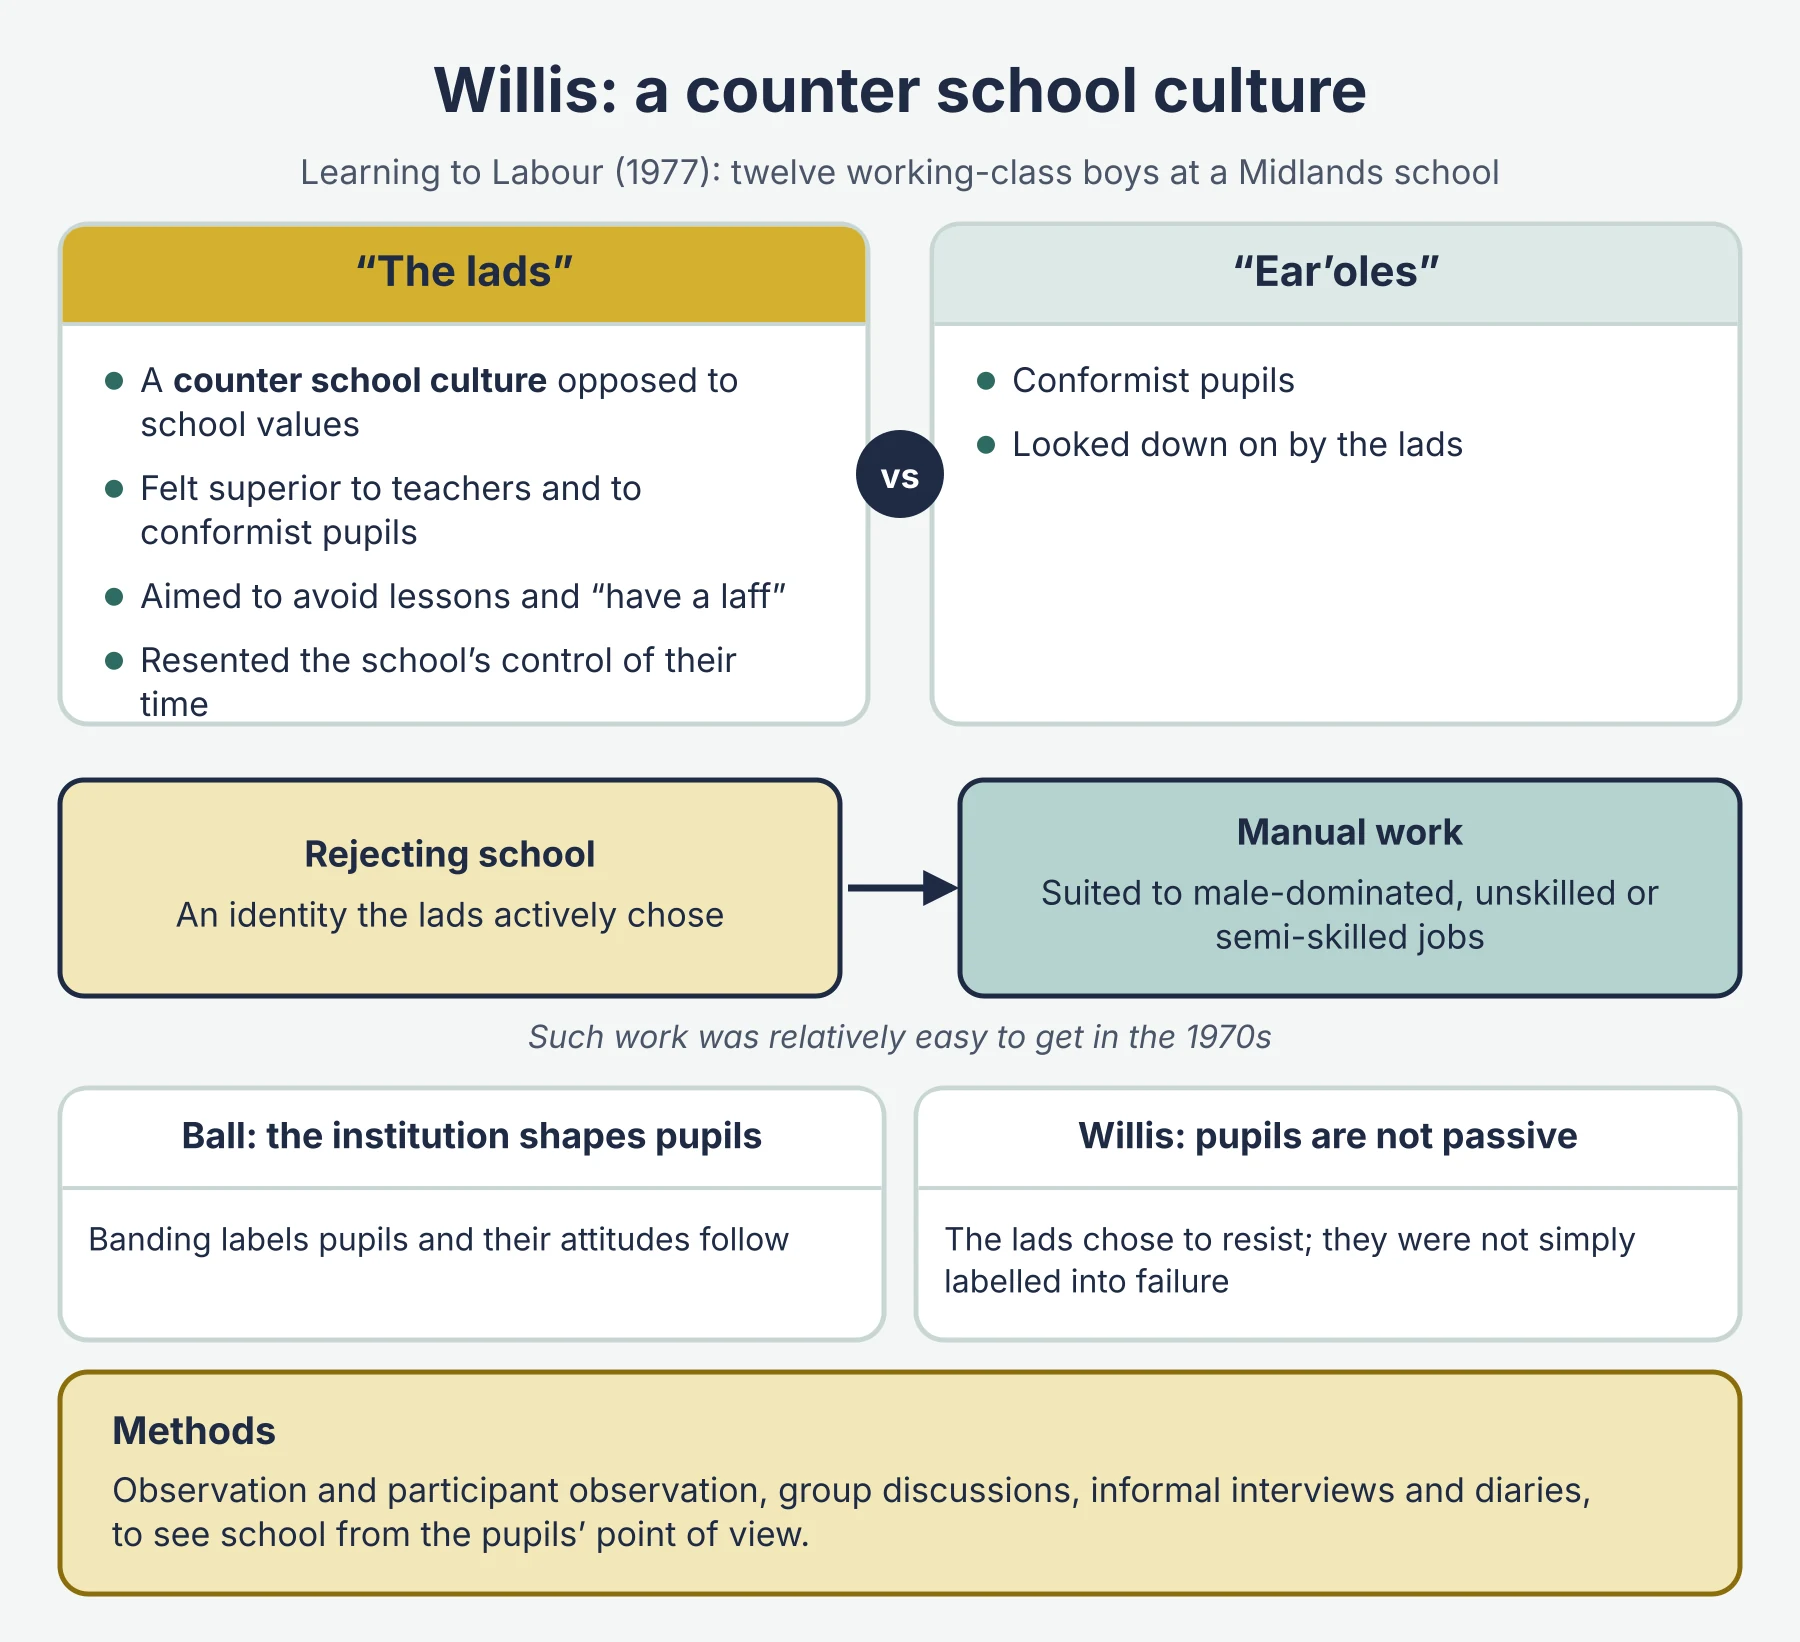 Willis: a counter school culture
Learning to Labour (1977): twelve working-class boys at a Midlands school
“The lads”
A counter school culture opposed to
school values
Felt superior to teachers and to
conformist pupils
Aimed to avoid lessons and “have a laff”
Resented the school’s control of their
time
vs
“Ear’oles”
Conformist pupils
Looked down on by the lads
Rejecting school
An identity the lads actively chose
Manual work
Suited to male-dominated, unskilled or
semi-skilled jobs
Such work was relatively easy to get in the 1970s
Ball: the institution shapes pupils
Banding labels pupils and their attitudes follow
Willis: pupils are not passive
The lads chose to resist; they were not simply
labelled into failure
Methods
Observation and participant observation, group discussions, informal interviews and diaries,
to see school from the pupils’ point of view.